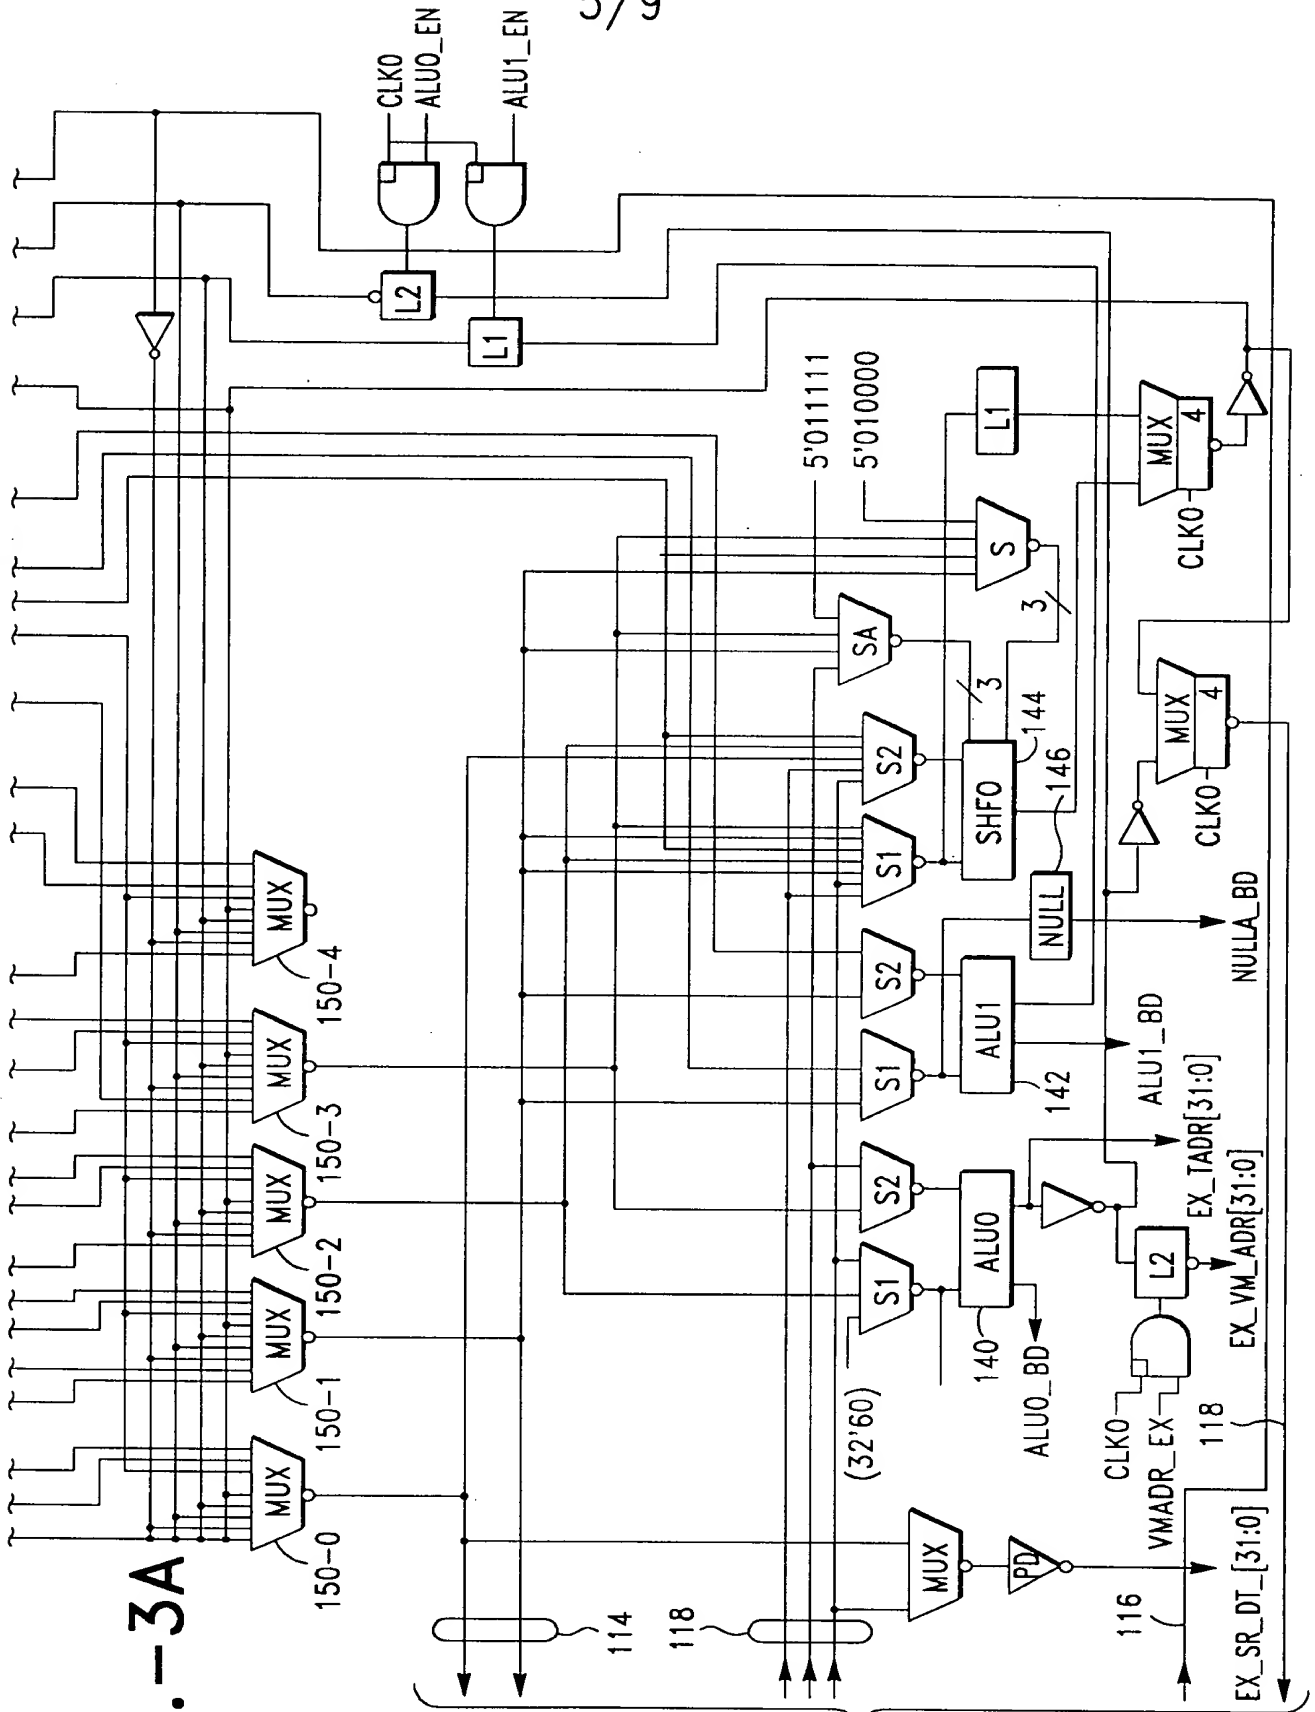 5/9
. -3A
CLK0
ALU0_EN
ALU1_EN
L2
L1
MUX
150-0
MUX
150-1
MUX
150-2
MUX
150-3
MUX
150-4
5'011111
5'010000
L1
S
SA
3
3
S1
S2
S1
S2
S1
S2
(32'60)
ALU0
140
ALU0_BD
ALU1
142
ALU1_BD
SHF0
144
NULL
146
NULLA_BD
MUX
4
CLK0
MUX
4
CLK0
EX_TADR[31:0]
L2
EX_VM_ADR[31:0]
CLK0
VMADR_EX
114
118
MUX
PD
116
118
EX_SR_DT_[31:0]